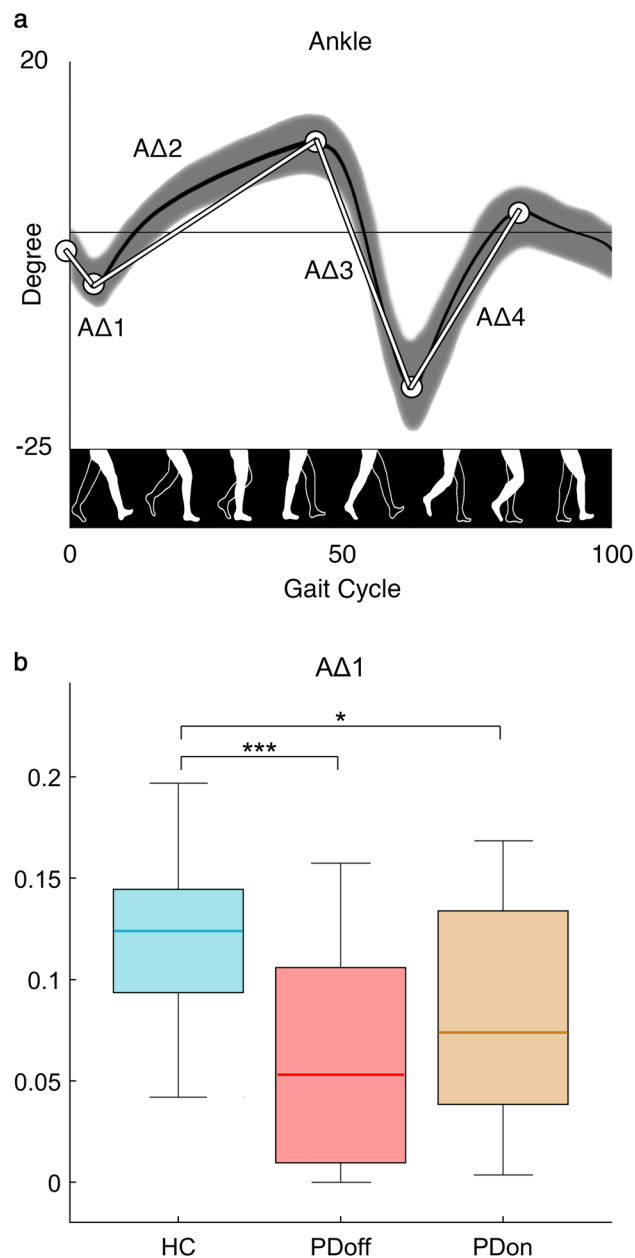 a
Ankle
20
AΔ2
Degree
AΔ3
AΔ4
AΔ1
-25
0 50 100
Gait Cycle
b
AΔ1
*
***
0.2
0.15
0.1
0.05
0
HC PDoff PDon